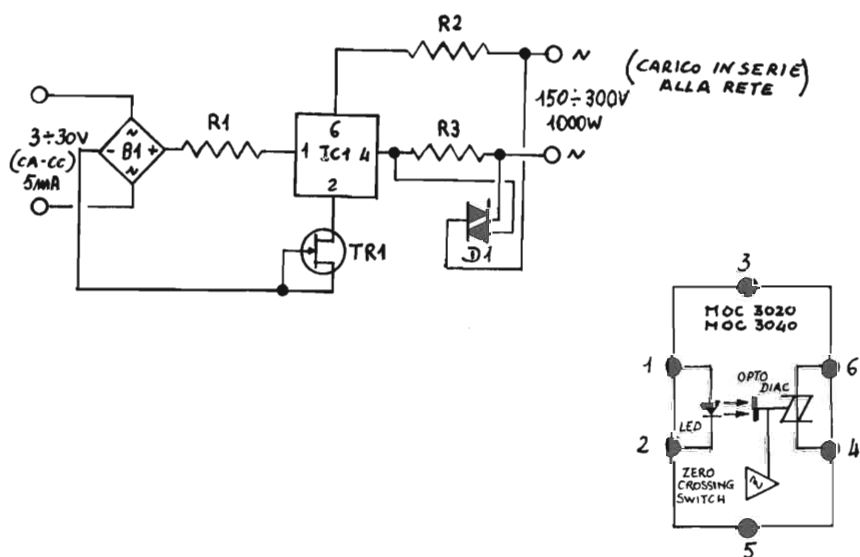 R2
~
(CARICO IN SERIE)
ALLA RETE
3÷30V
(CA-CC)
5mA
~
- B1 +
~
R1
6
1 IC1 4
2
R3
150÷300V
1000W
~
TR1
D1
3
MOC 3020
MOC 3040
1
6
OPTO
DIAC
LED
2
4
ZERO
CROSSING
SWITCH
~
5